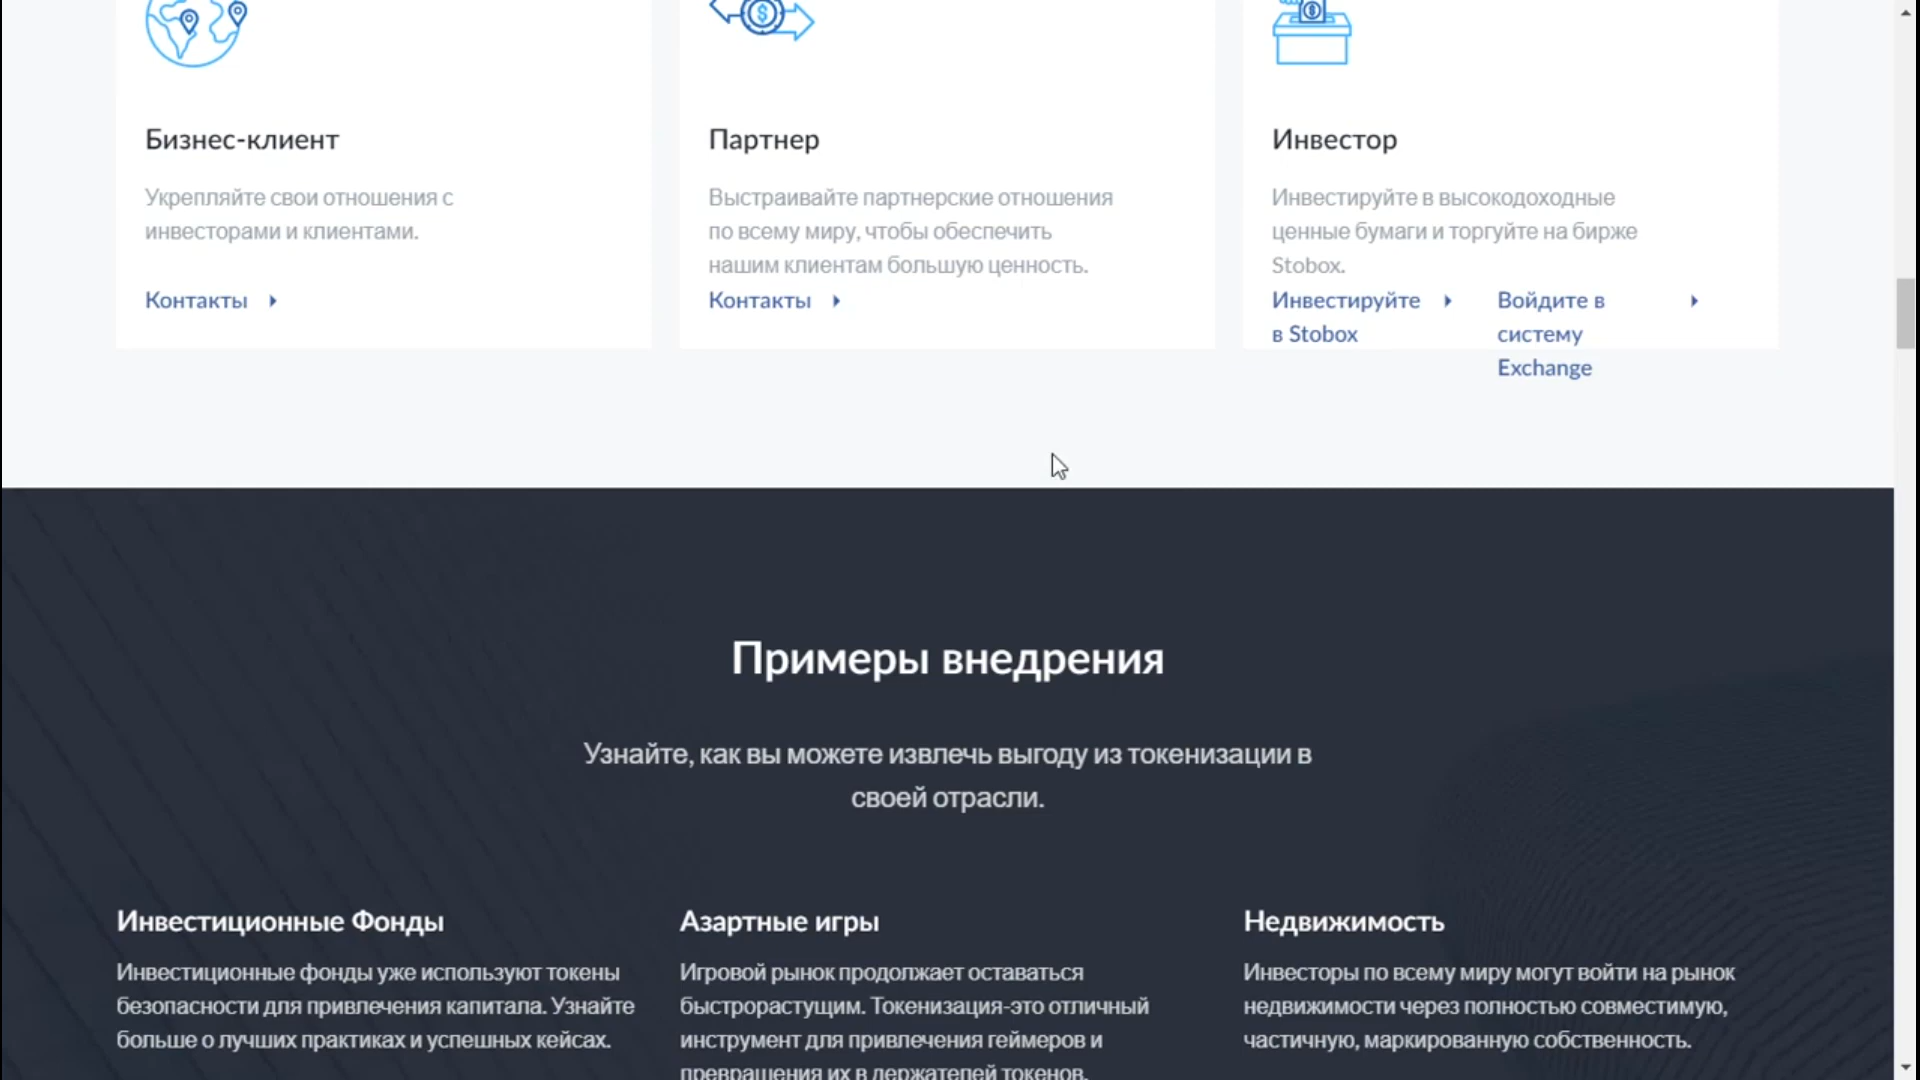 Бизнес-клиент
Укрепляйте свои отношения с
инвесторами и клиентами.
Контакты
Партнер
Выстраивайте партнерские отношения
по всему миру, чтобы обеспечить
нашим клиентам большую ценность.
Контакты
Инвестор
Инвестируйте в высокодоходные
ценные бумаги и торгуйте на бирже
Stobox.
Инвестируйте
в Stobox
Войдите в
систему
Exchange
Примеры внедрения
Узнайте, как вы можете извлечь выгоду из токенизации в
своей отрасли.
Инвестиционные Фонды
Инвестиционные фонды уже используют токены
безопасности для привлечения капитала. Узнайте
больше о лучших практиках и успешных кейсах.
Азартные игры
Игровой рынок продолжает оставаться
быстрорастущим. Токенизация-это отличный
инструмент для привлечения геймеров и
превращения их в держателей токенов.
Недвижимость
Инвесторы по всему миру могут войти на рынок
недвижимости через полностью совместимую,
частичную, маркированную собственность.